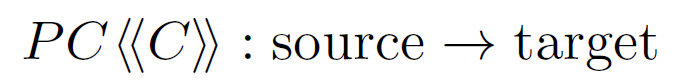 PC⟪C⟫ : source → target